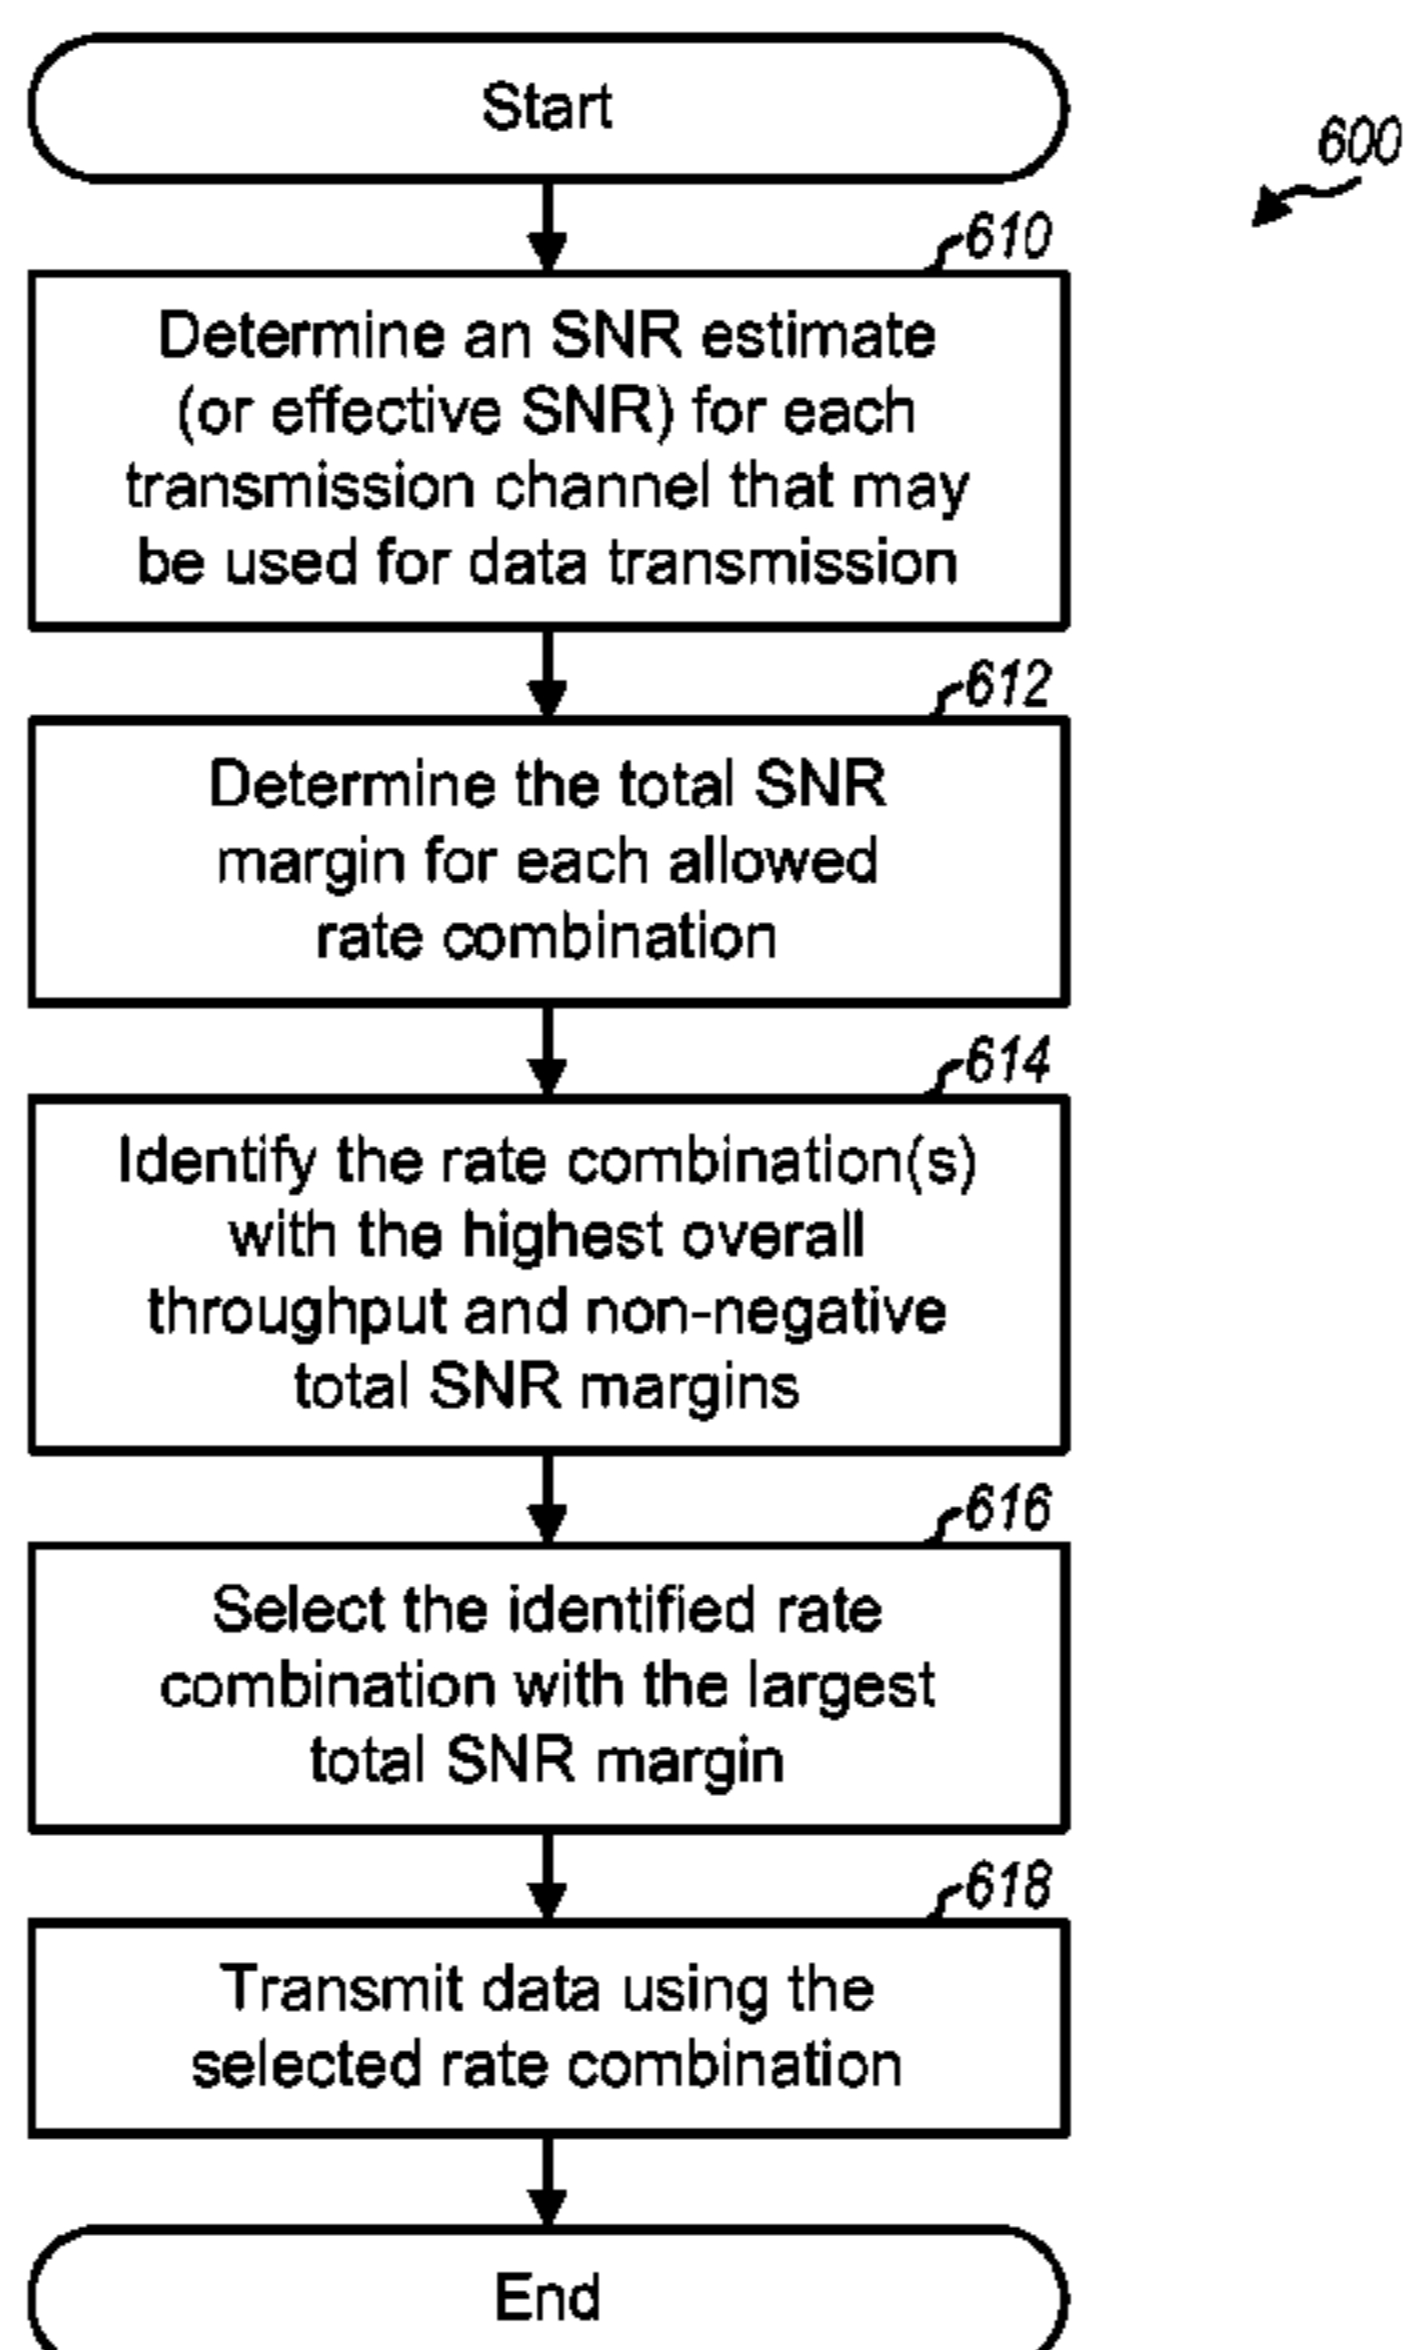 Start
600
610
Determine an SNR estimate
(or effective SNR) for each
transmission channel that may
be used for data transmission
612
Determine the total SNR
margin for each allowed
rate combination
614
Identify the rate combination(s)
with the highest overall
throughput and non-negative
total SNR margins
616
Select the identified rate
combination with the largest
total SNR margin
618
Transmit data using the
selected rate combination
End